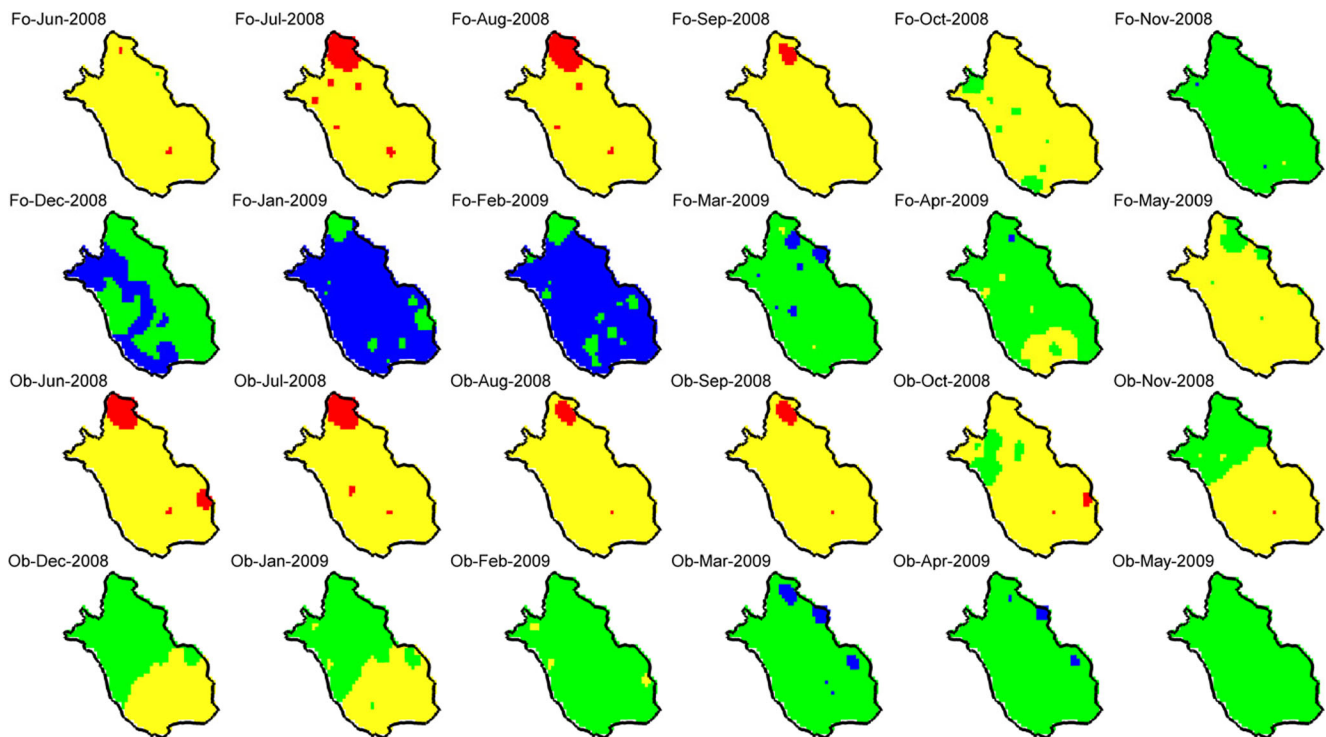 Fo-Jun-2008 Fo-Jul-2008 Fo-Aug-2008 Fo-Sep-2008 Fo-Oct-2008 Fo-Nov-2008
Fo-Dec-2008 Fo-Jan-2009 Fo-Feb-2009 Fo-Mar-2009 Fo-Apr-2009 Fo-May-2009
Ob-Jun-2008 Ob-Jul-2008 Ob-Aug-2008 Ob-Sep-2008 Ob-Oct-2008 Ob-Nov-2008
Ob-Dec-2008 Ob-Jan-2009 Ob-Feb-2009 Ob-Mar-2009 Ob-Apr-2009 Ob-May-2009